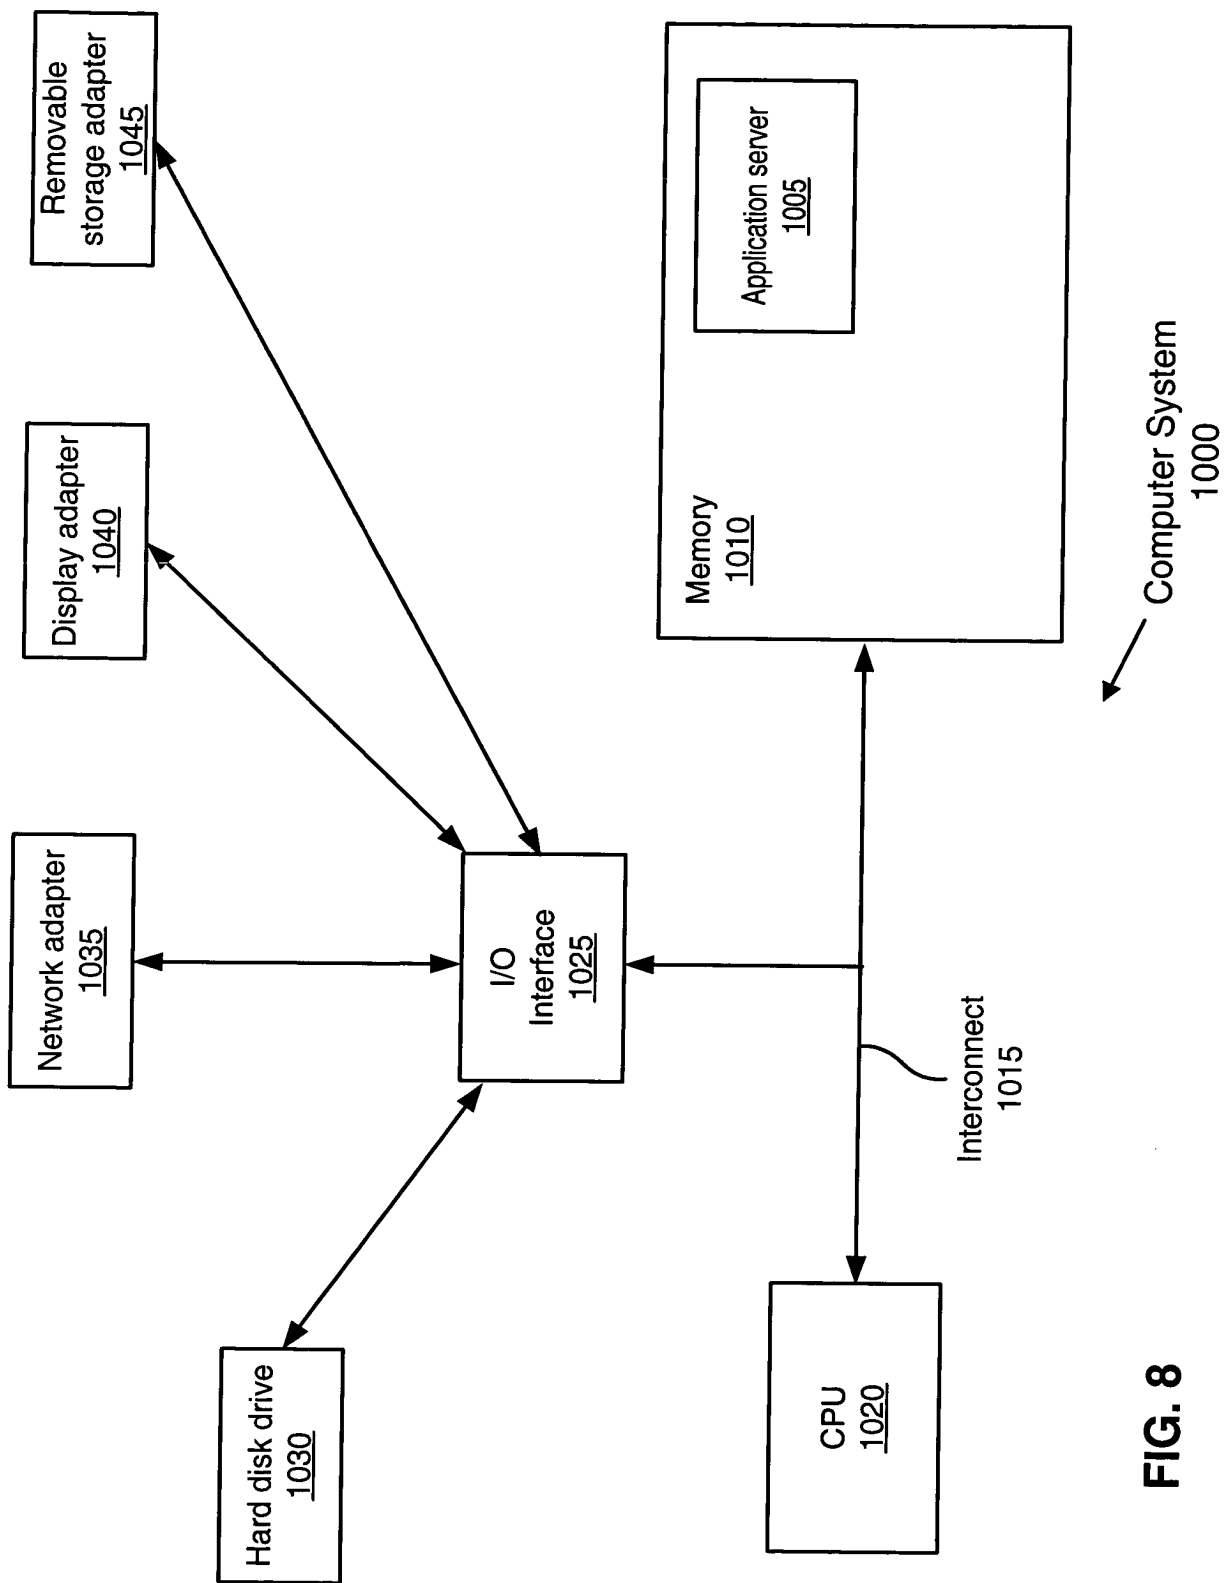 Hard disk drive
1030
Network adapter
1035
Display adapter
1040
Removable
storage adapter
1045
I/O
Interface
1025
CPU
1020
Interconnect
1015
Memory
1010
Application server
1005
Computer System
1000
FIG. 8